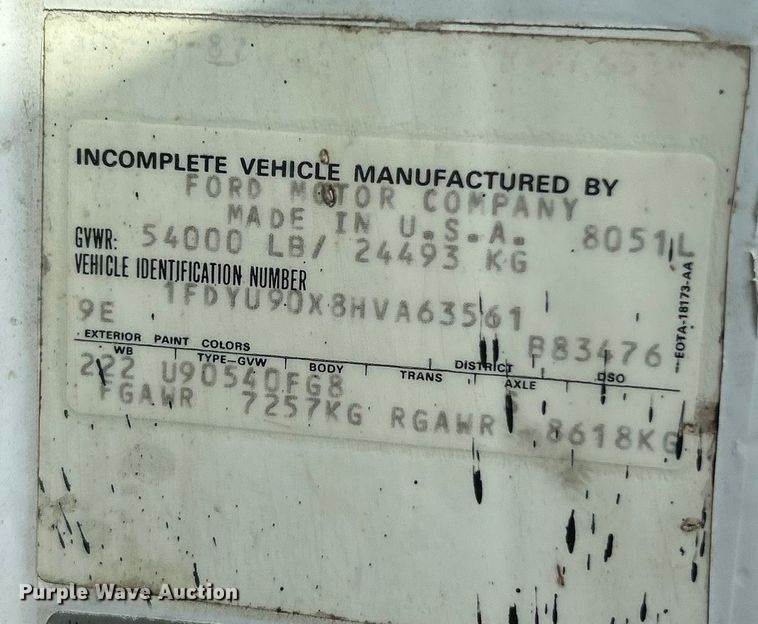 INCOMPLETE VEHICLE MANUFACTURED BY
FORD MOTOR COMPANY
MADE IN U.S.A. 8051L
GVWR: 54000 LB/ 24493 KG
VEHICLE IDENTIFICATION NUMBER
1FDYU90X8HVA63561
9E B83476
EXTERIOR PAINT COLORS DISTRICT DSO
WB TYPE-GVW BODY TRANS AXLE
222 U90540FG8
FGAWR 7257KG RGAWR 8618KG
EOTA-18173-AA
Purple Wave Auction